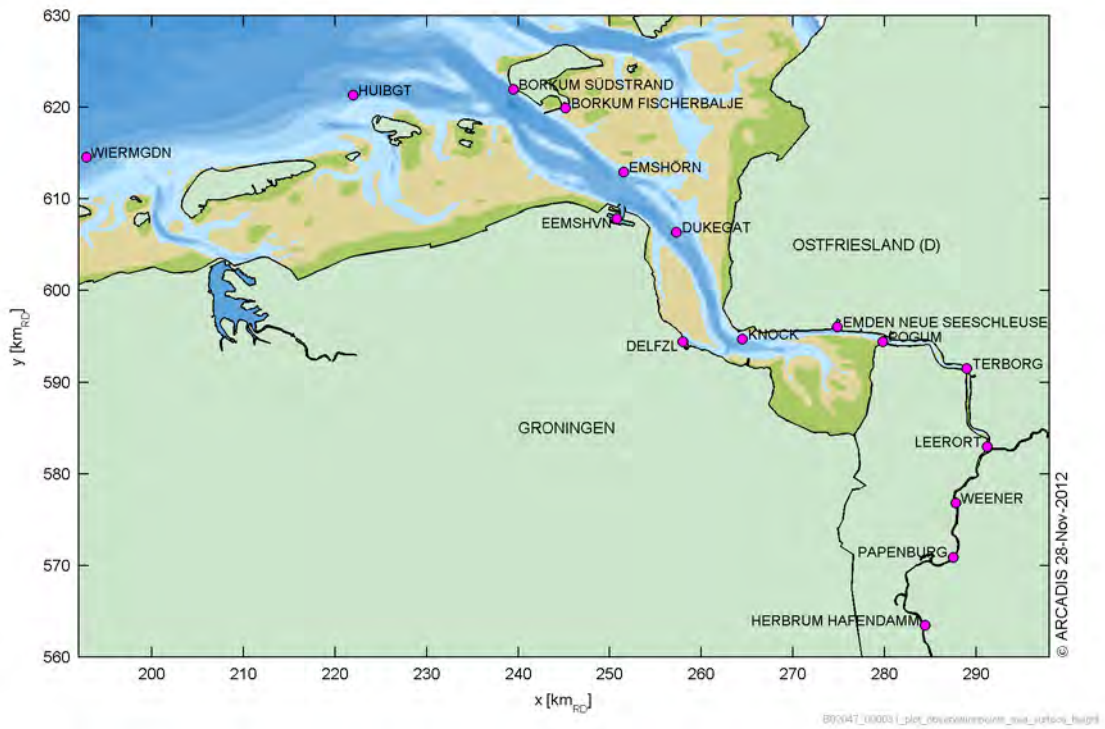 630
620
610
600
590
580
570
560
y [km_RD]
HUIBGT
BORKUM SÜDSTRAND
BORKUM FISCHERBALJE
WIERMGDN
EMSHÖRN
EEMSHVN
DUKEGAT
OSTFRIESLAND (D)
EMDEN NEUE SEESCHLEUSE
KNOCK
POGUM
DELFZL
TERBORG
GRONINGEN
LEERORT
WEENER
PAPENBURG
HERBRUM HAFENDAMM
© ARCADIS 28-Nov-2012
200 210 220 230 240 250 260 270 280 290
x [km_RD]